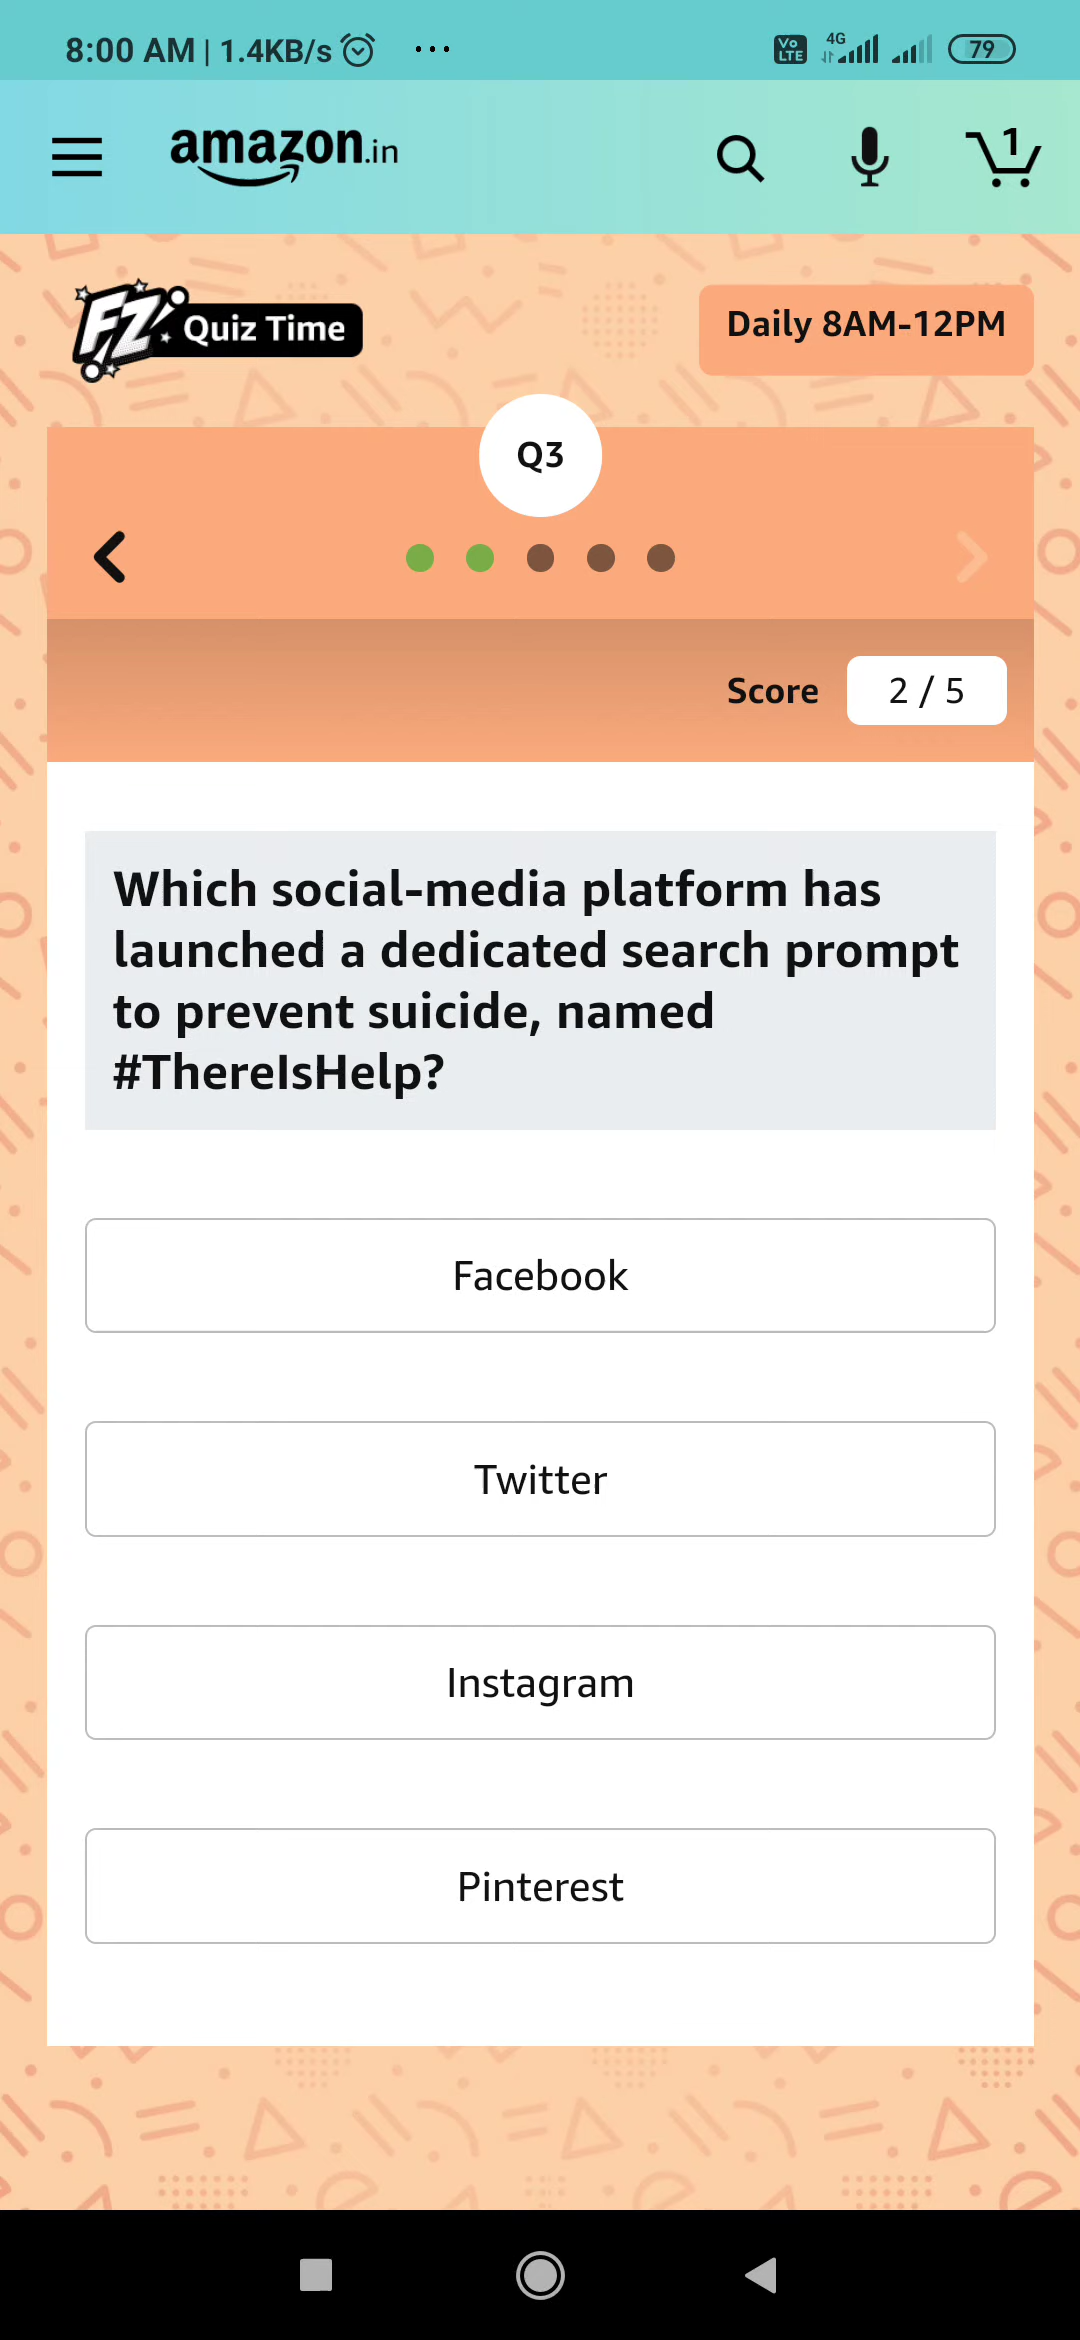 8:00 AM | 1.4KB/s ... Vo LTE 4G 79
amazon.in 1
FZ Quiz Time Daily 8AM-12PM
Q3
Score 2 / 5
Which social-media platform has
launched a dedicated search prompt
to prevent suicide, named
#ThereIsHelp?
Facebook
Twitter
Instagram
Pinterest